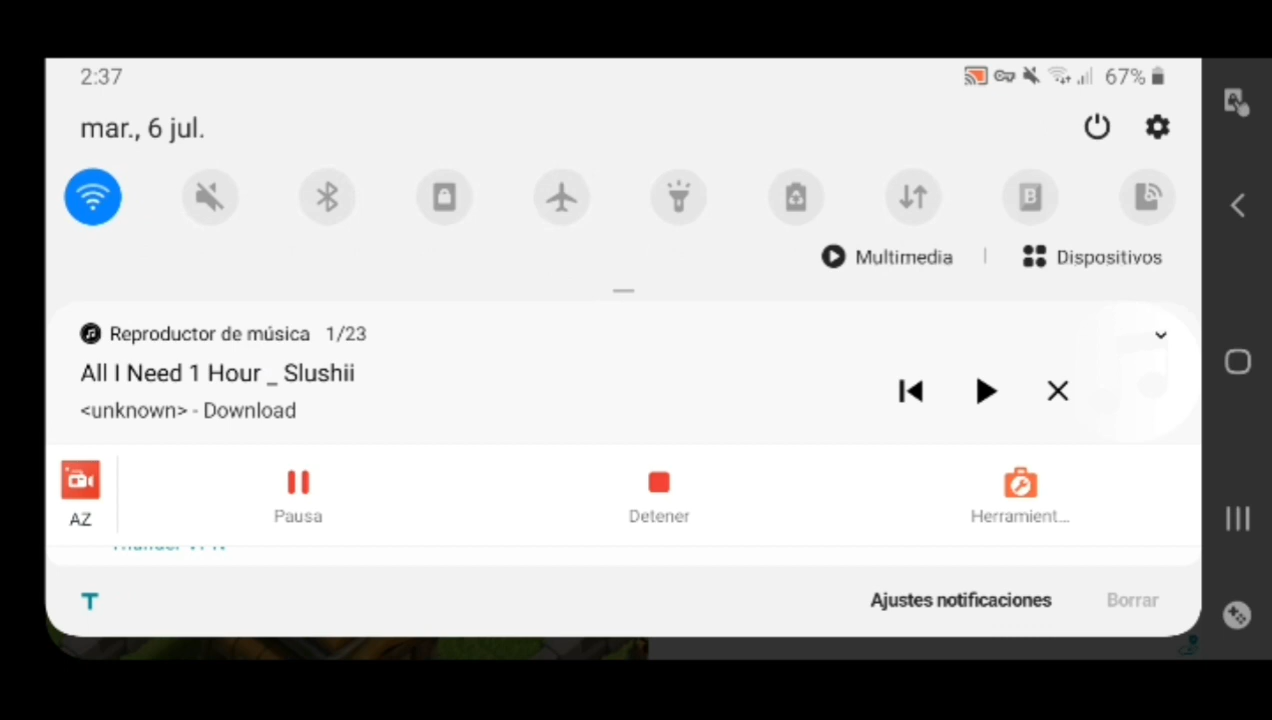 2:37
67%
mar., 6 jul.
Multimedia
Dispositivos
Reproductor de música 1/23
All I Need 1 Hour _ Slushii
<unknown> - Download
AZ
Pausa
Detener
Herramient...
T
Ajustes notificaciones
Borrar